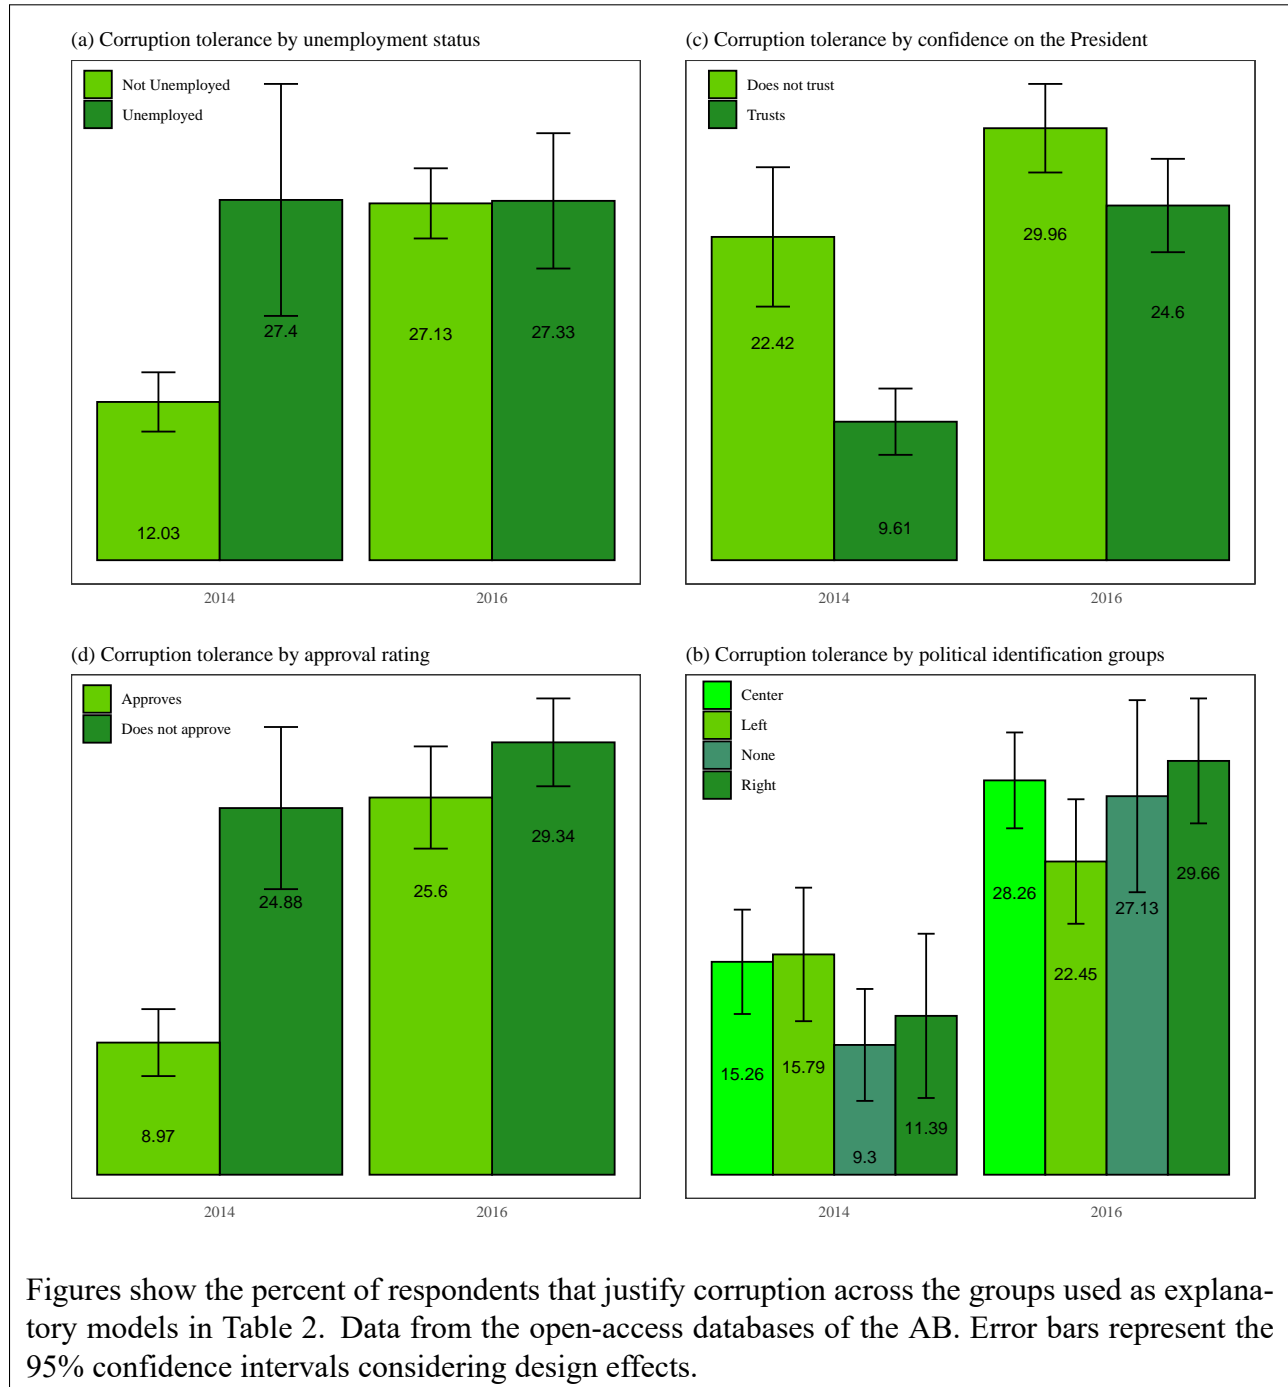 (a) Corruption tolerance by unemployment status
Not Unemployed
Unemployed
12.03
27.4
27.13
27.33
2014
2016
(c) Corruption tolerance by confidence on the President
Does not trust
Trusts
22.42
9.61
29.96
24.6
2014
2016
(d) Corruption tolerance by approval rating
Approves
Does not approve
8.97
24.88
25.6
29.34
2014
2016
(b) Corruption tolerance by political identification groups
Center
Left
None
Right
15.26
15.79
9.3
11.39
28.26
22.45
27.13
29.66
2014
2016
Figures show the percent of respondents that justify corruption across the groups used as explana-
tory models in Table 2. Data from the open-access databases of the AB. Error bars represent the
95% confidence intervals considering design effects.